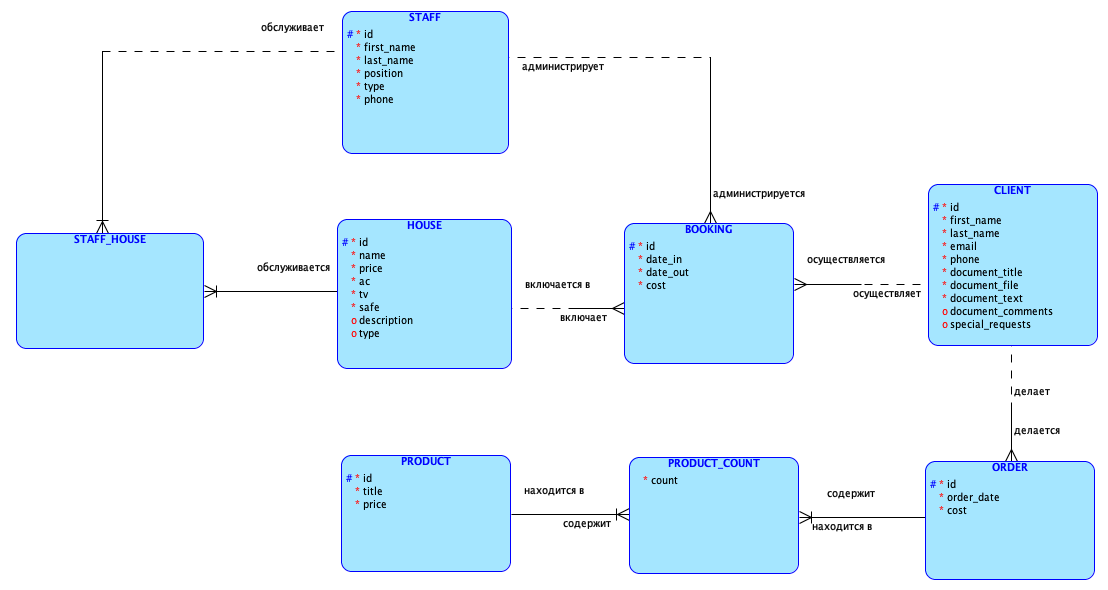 STAFF
# * id
* first_name
* last_name
* position
* type
* phone
обслуживает
администрирует
администрируется
STAFF_HOUSE
обслуживается
HOUSE
# * id
* name
* price
* ac
* tv
* safe
o description
o type
включается в
включает
BOOKING
# * id
* date_in
* date_out
* cost
осуществляется
осуществляет
CLIENT
# * id
* first_name
* last_name
* email
* phone
* document_title
* document_file
* document_text
o document_comments
o special_requests
делает
делается
PRODUCT
# * id
* title
* price
находится в
содержит
PRODUCT_COUNT
* count
содержит
находится в
ORDER
# * id
* order_date
* cost